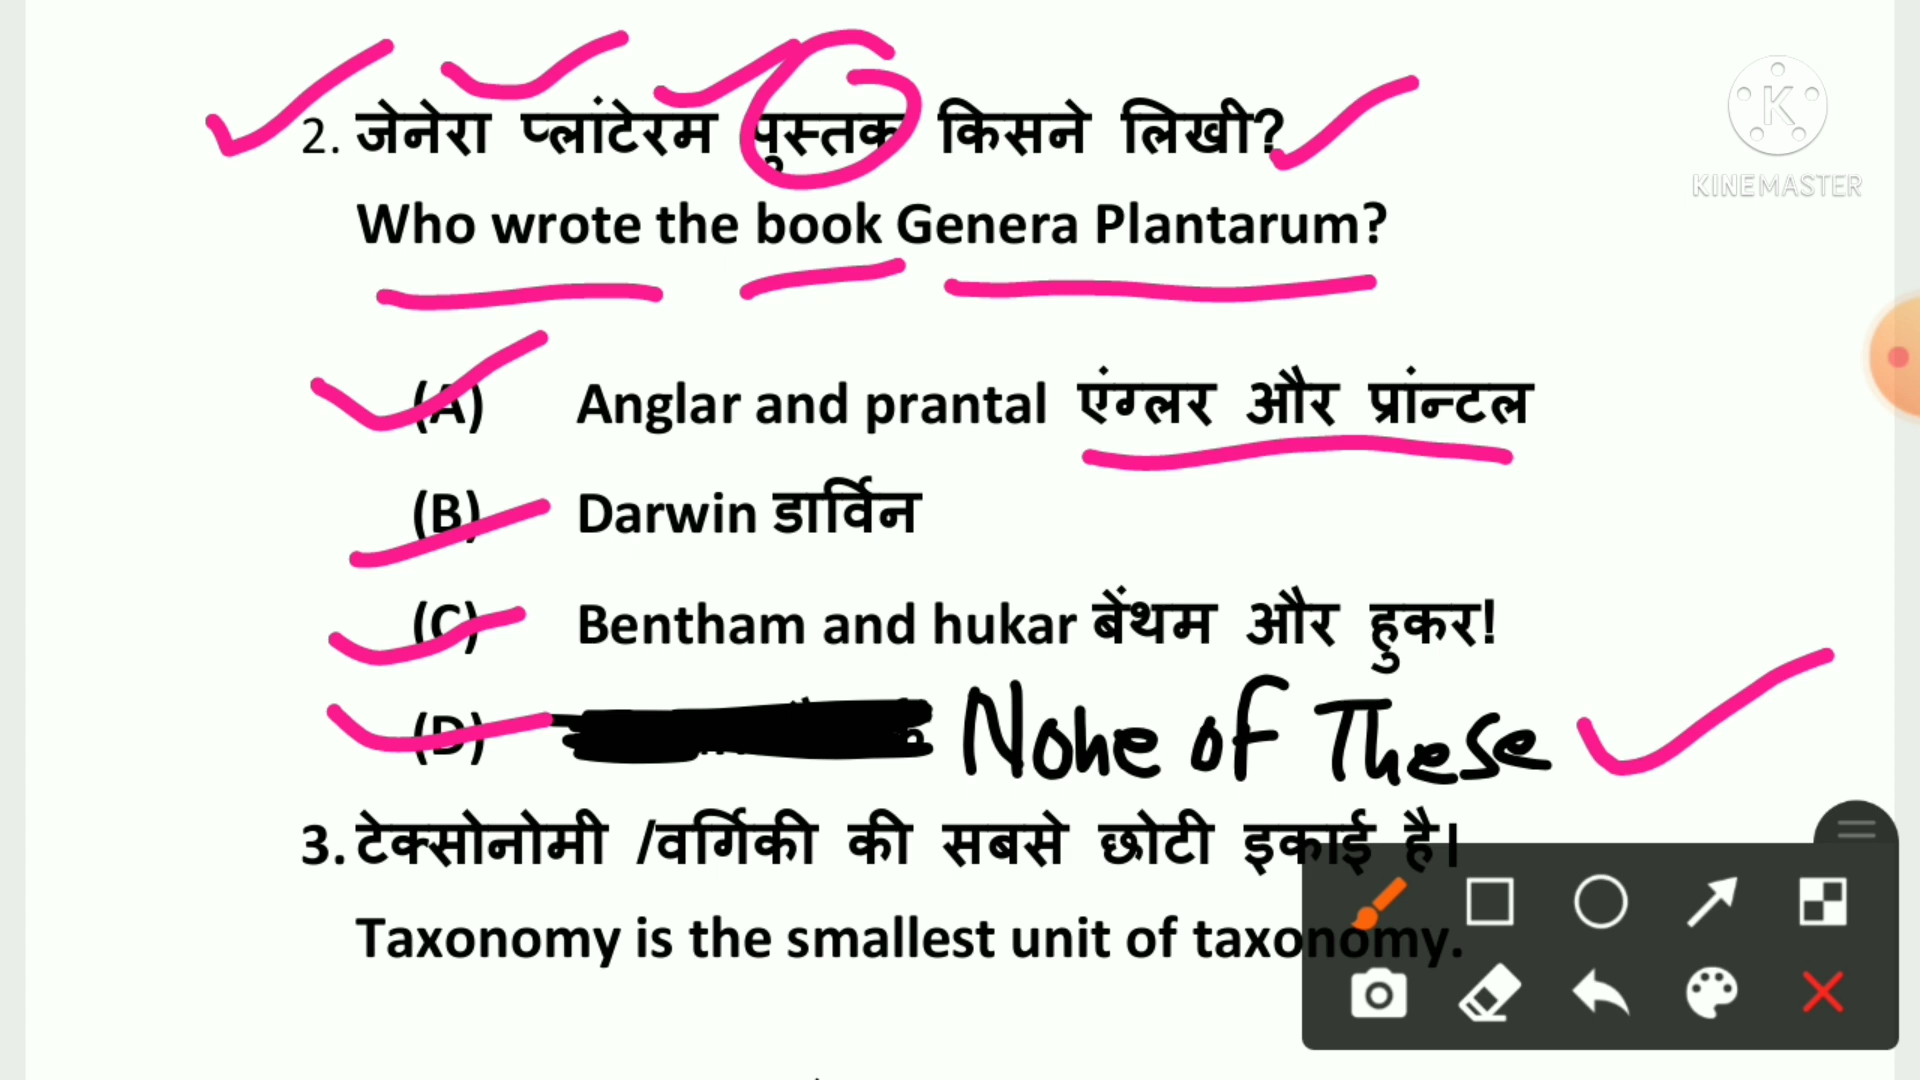 2. जेनेरा प्लांटेरम पुस्तक किसने लिखी?
KINEMASTER
Who wrote the book Genera Plantarum?
(A) Anglar and prantal एंग्लर और प्रांन्टल
(B) Darwin डार्विन
(C) Bentham and hukar बेंथम और हुकर!
(D) None of These
3. टेक्सोनोमी /वर्गिकी की सबसे छोटी इकाई है।
Taxonomy is the smallest unit of taxonomy.